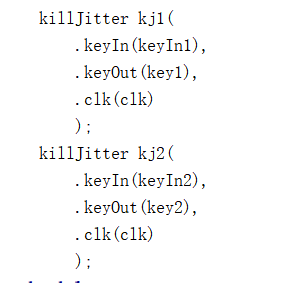 killJitter kj1(
.keyIn(keyIn1),
.keyOut(key1),
.clk(clk)
);
killJitter kj2(
.keyIn(keyIn2),
.keyOut(key2),
.clk(clk)
);